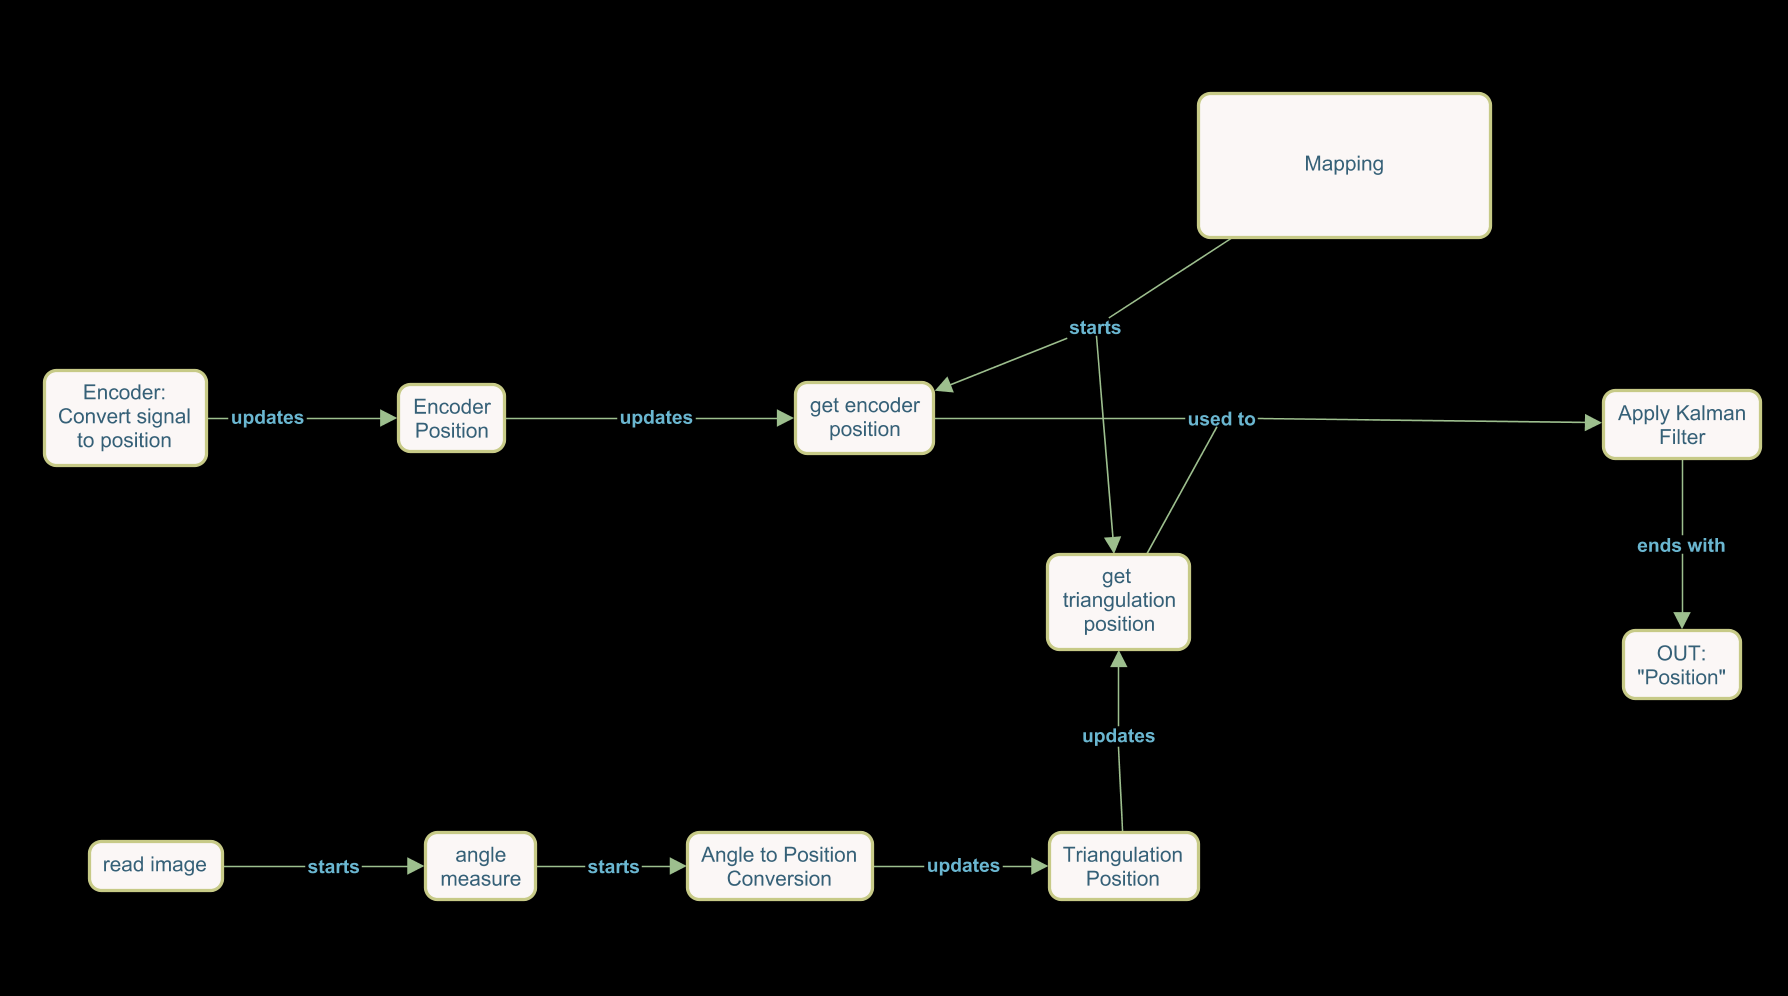 Mapping
starts
Encoder:
Convert signal
to position
updates
Encoder
Position
updates
get encoder
position
used to
Apply Kalman
Filter
ends with
OUT:
"Position"
get
triangulation
position
updates
read image
starts
angle
measure
starts
Angle to Position
Conversion
updates
Triangulation
Position